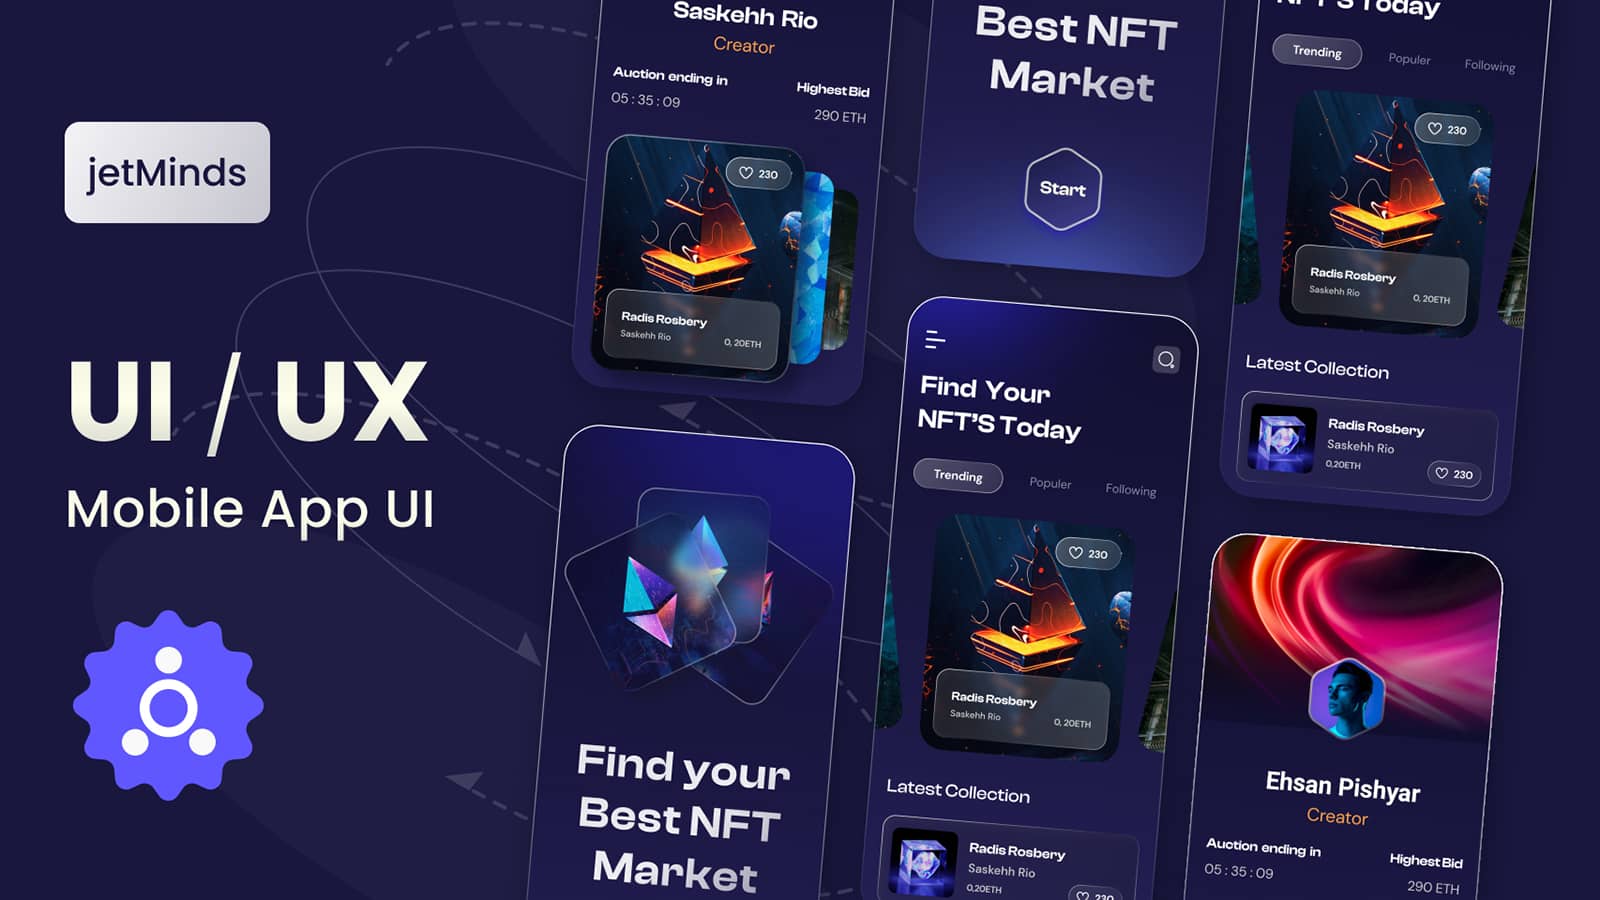 jetMinds
UI / UX
Mobile App UI
Saskehh Rio
Creator
Auction ending in
05 : 35 : 09
Highest Bid
290 ETH
230
Radis Rosbery
Saskehh Rio
0, 20ETH
Find your
Best NFT
Market
Best NFT
Market
Start
Find Your
NFT'S Today
Trending
Populer
Following
230
Radis Rosbery
Saskehh Rio
0, 20ETH
Latest Collection
Radis Rosbery
Saskehh Rio
0,20ETH
230
NFT'S Today
Trending
Populer
Following
230
Radis Rosbery
Saskehh Rio
0, 20ETH
Latest Collection
Radis Rosbery
Saskehh Rio
0,20ETH
230
Ehsan Pishyar
Creator
Auction ending in
05 : 35 : 09
Highest Bid
290 ETH